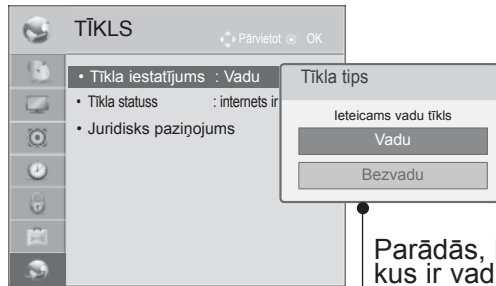 TĪKLS
Pārvietot OK
• Tīkla iestatījums : Vadu
• Tīkla statuss : internets ir
• Juridisks paziņojums
Tīkla tips
Ieteicams vadu tīkls
Vadu
Bezvadu
Parādās,
kus ir vad